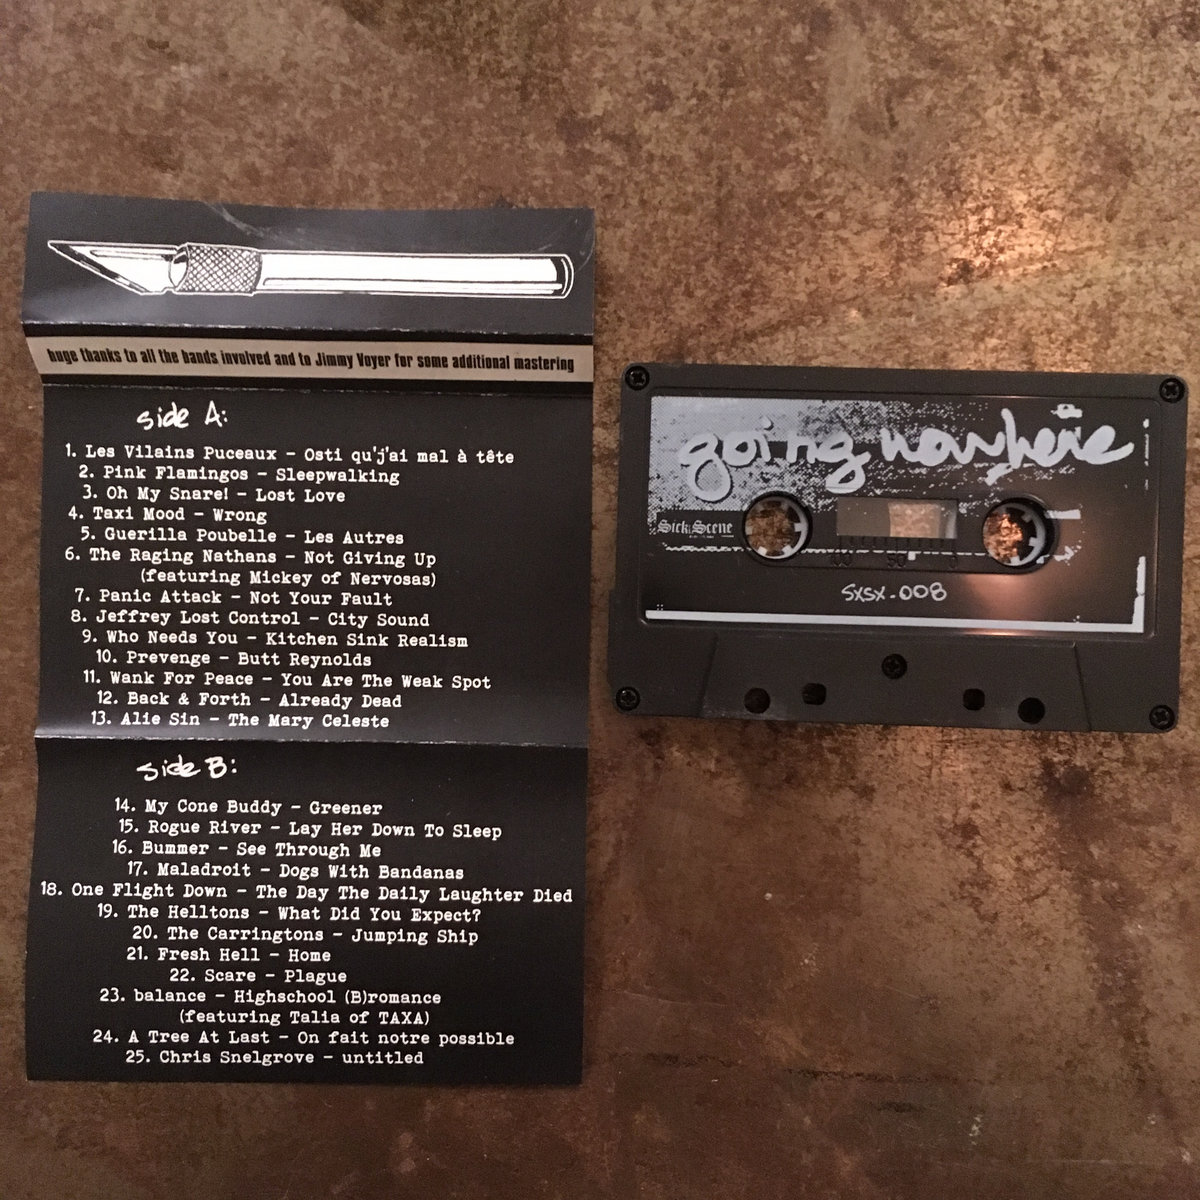 huge thanks to all the bands involved and to Jimmy Voyer for some additional mastering
side A:
1. Les Vilains Puceaux – Osti qu'j'ai mal à tête
2. Pink Flamingos – Sleepwalking
3. Oh My Snare! – Lost Love
4. Taxi Mood – Wrong
5. Guerilla Poubelle – Les Autres
6. The Raging Nathans – Not Giving Up
(featuring Mickey of Nervosas)
7. Panic Attack – Not Your Fault
8. Jeffrey Lost Control – City Sound
9. Who Needs You – Kitchen Sink Realism
10. Prevenge – Butt Reynolds
11. Wank For Peace – You Are The Weak Spot
12. Back & Forth – Already Dead
13. Alie Sin – The Mary Celeste
side B:
14. My Cone Buddy – Greener
15. Rogue River – Lay Her Down To Sleep
16. Bummer – See Through Me
17. Maladroit – Dogs With Bandanas
18. One Flight Down – The Day The Daily Laughter Died
19. The Helltons – What Did You Expect?
20. The Carringtons – Jumping Ship
21. Fresh Hell – Home
22. Scare – Plague
23. balance – Highschool (B)romance
(featuring Talia of TAXA)
24. A Tree At Last – On fait notre possible
25. Chris Snelgrove – untitled
going nowhere
Sick Scene
100 50 0
SXSX-008